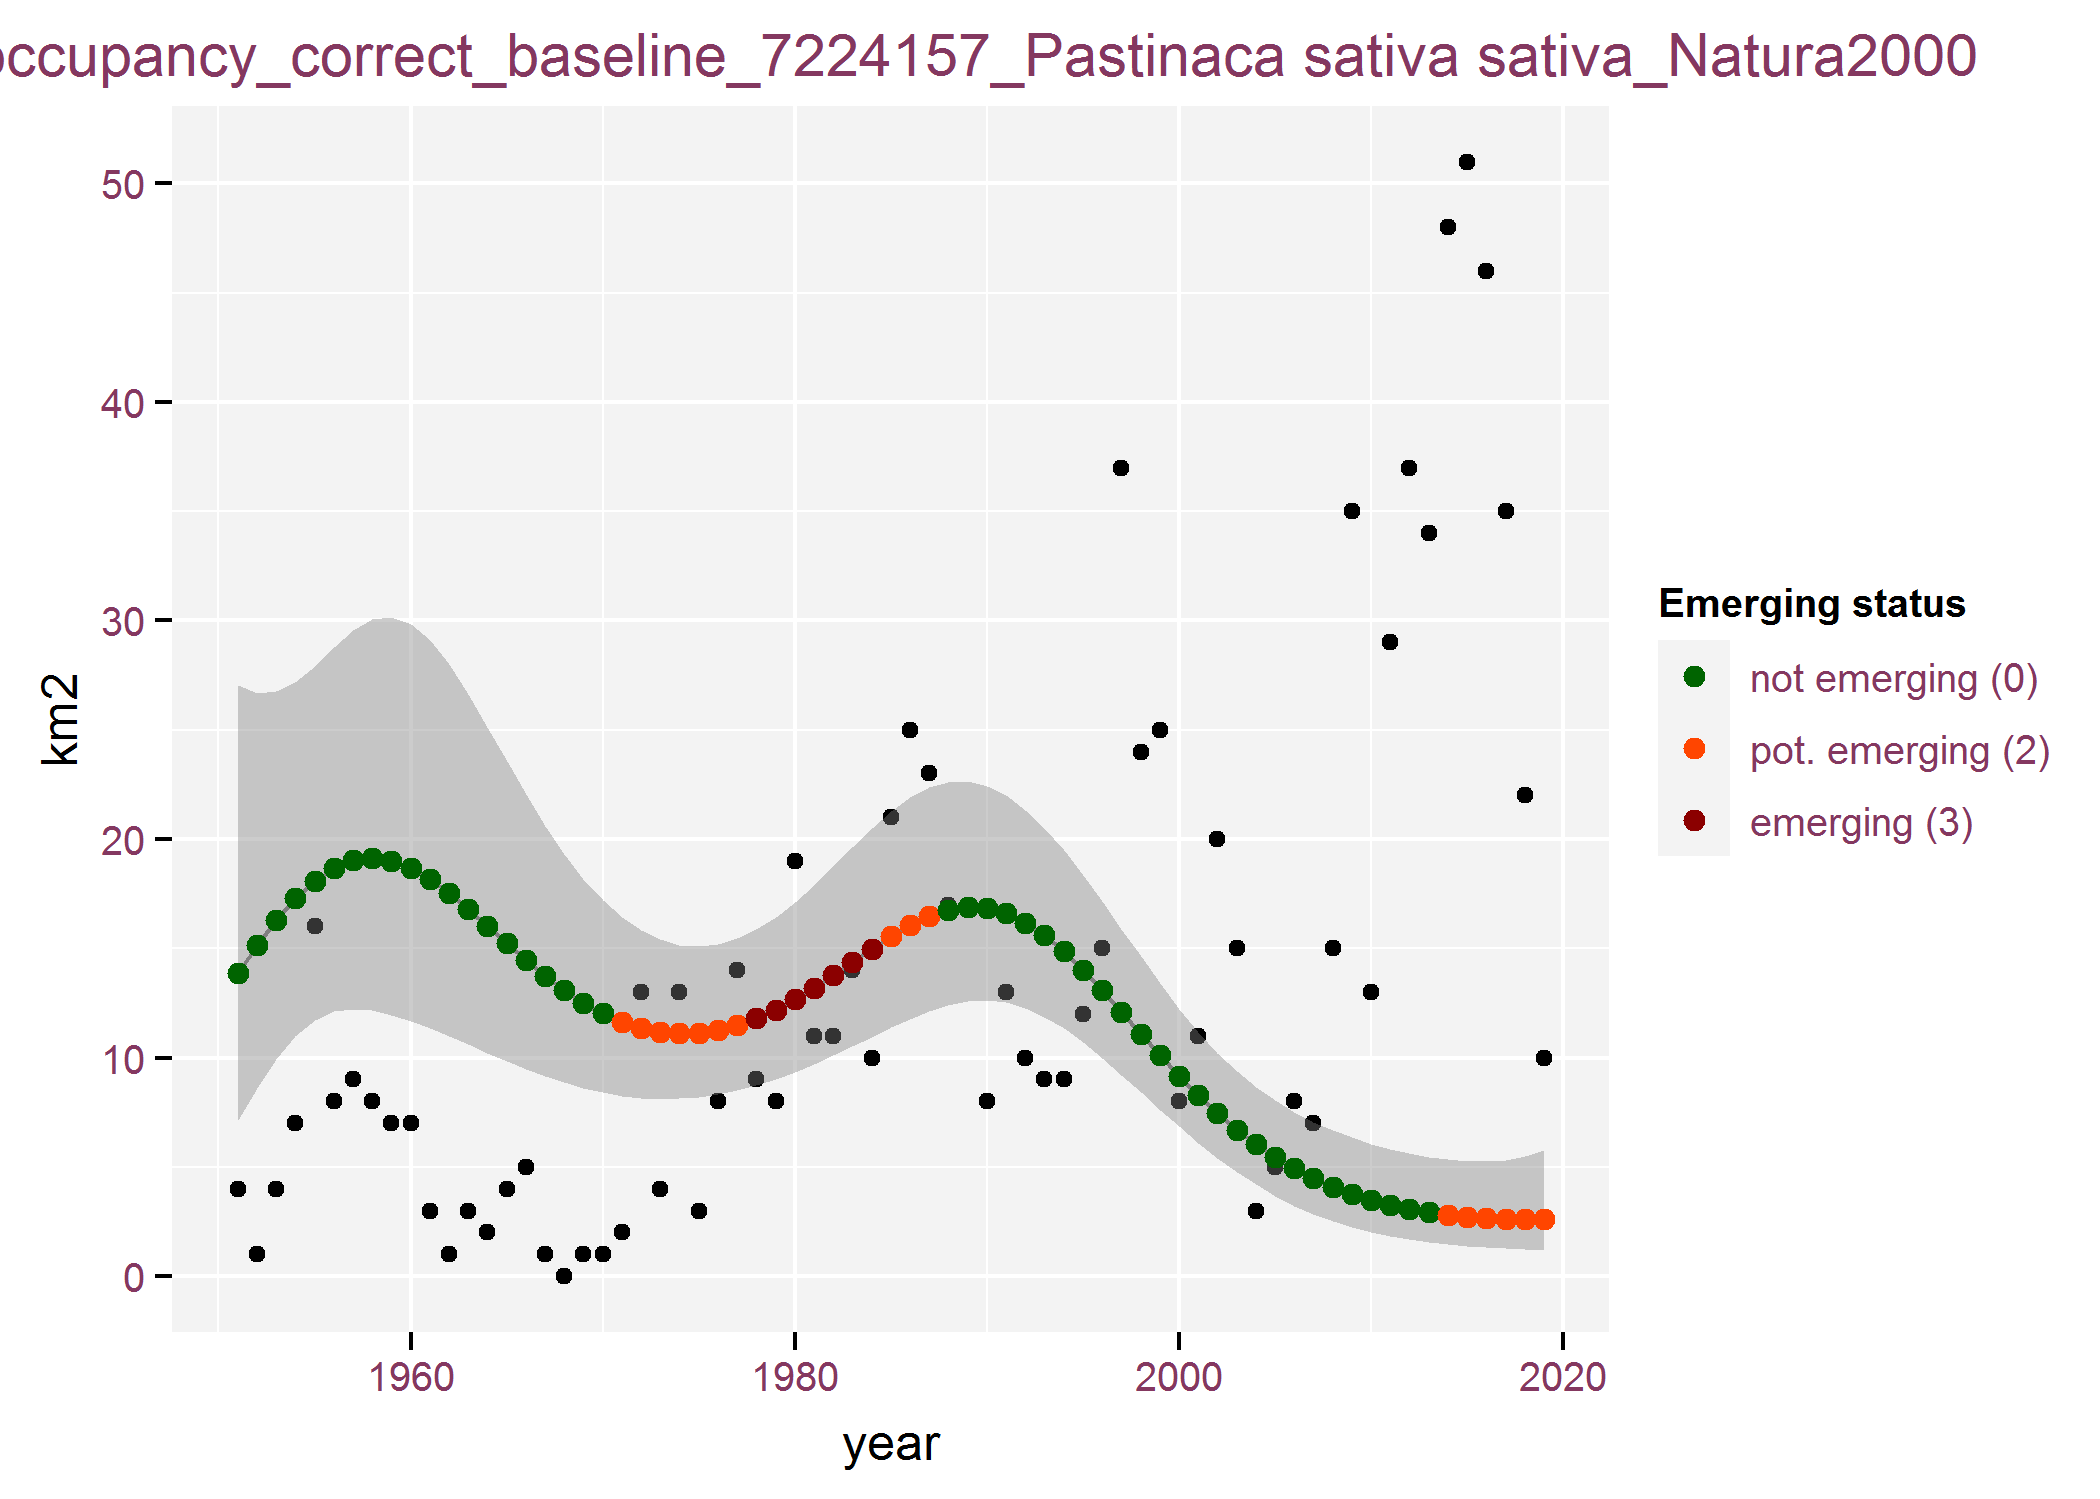 occupancy_correct_baseline_7224157_Pastinaca sativa sativa_Natura2000
50
40
30
20
10
0
km2
1960 1980 2000 2020
year
Emerging status
not emerging (0)
pot. emerging (2)
emerging (3)